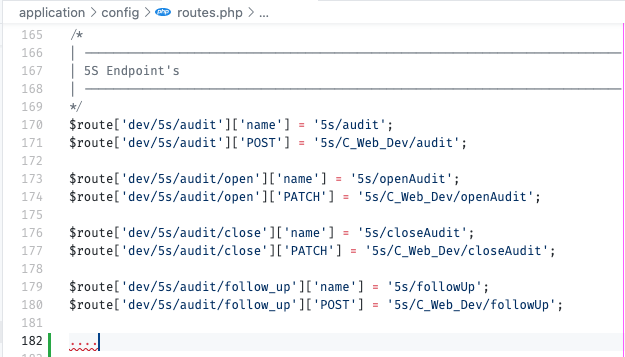 application > config > php routes.php > ...
165 /*
166 | ------------------------------------------------------------------
167 | 5S Endpoint's
168 | ------------------------------------------------------------------
169 */
170 $route['dev/5s/audit']['name'] = '5s/audit';
171 $route['dev/5s/audit']['POST'] = '5s/C_Web_Dev/audit';
172
173 $route['dev/5s/audit/open']['name'] = '5s/openAudit';
174 $route['dev/5s/audit/open']['PATCH'] = '5s/C_Web_Dev/openAudit';
175
176 $route['dev/5s/audit/close']['name'] = '5s/closeAudit';
177 $route['dev/5s/audit/close']['PATCH'] = '5s/C_Web_Dev/closeAudit';
178
179 $route['dev/5s/audit/follow_up']['name'] = '5s/followUp';
180 $route['dev/5s/audit/follow_up']['POST'] = '5s/C_Web_Dev/followUp';
181
182 ....